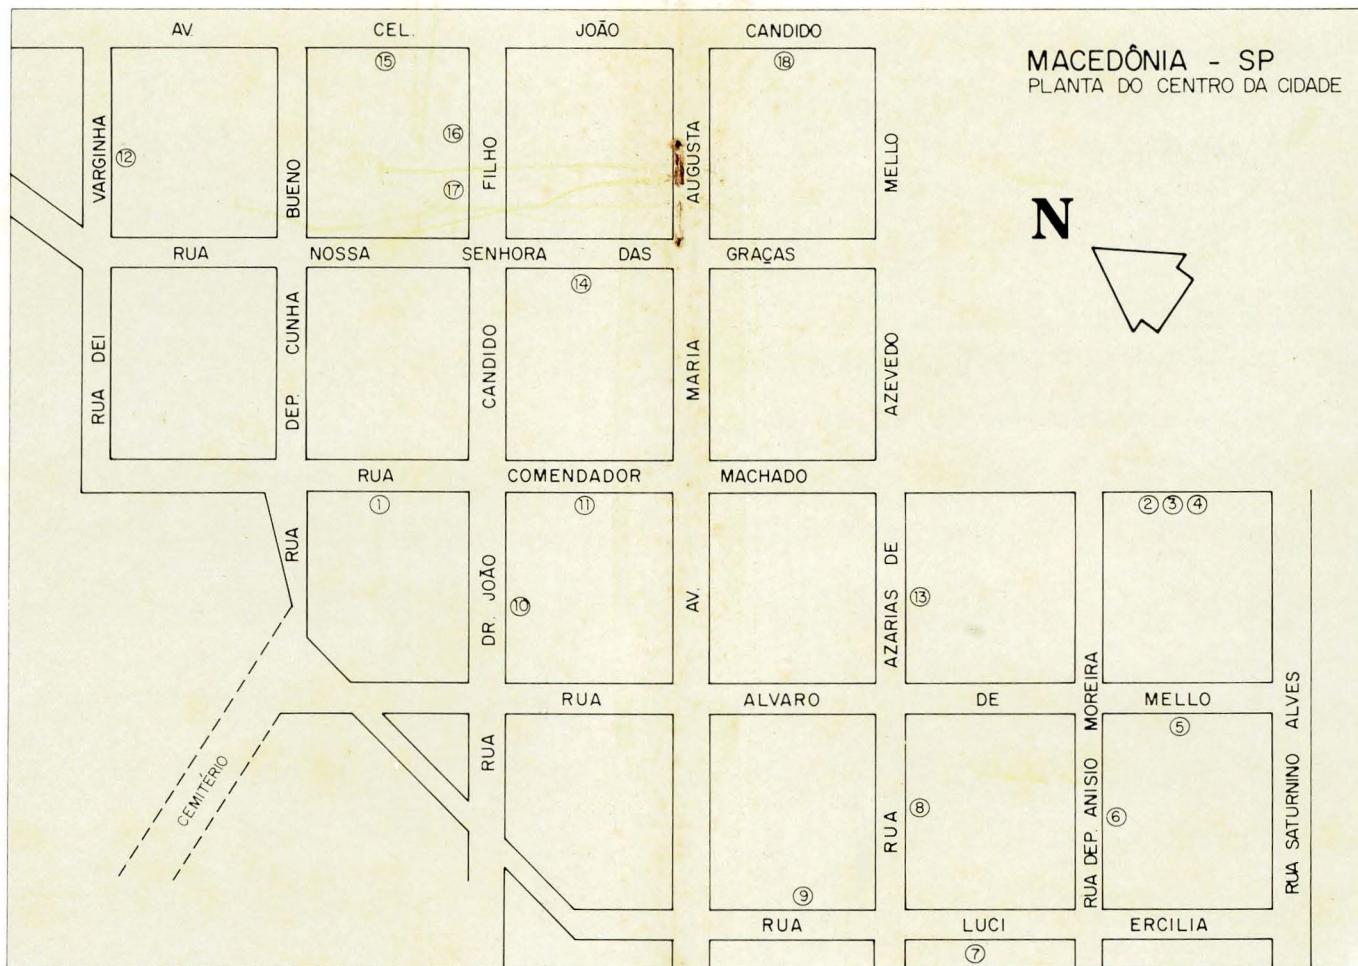 MACEDÔNIA - SP
PLANTA DO CENTRO DA CIDADE
N
AV. CEL. JOÃO CANDIDO
15
18
16
12
17
RUA NOSSA SENHORA DAS GRAÇAS
14
RUA COMENDADOR MACHADO
1
11
2 3 4
10
13
RUA ALVARO DE MELLO
5
8
6
9
RUA LUCI ERCILIA
7
RUA DEI VARGINHA
RUA DEP. CUNHA BUENO
RUA DR. JOÃO CANDIDO FILHO
AV. MARIA AUGUSTA
RUA AZARIAS DE AZEVEDO MELLO
RUA DEP. ANISIO MOREIRA
RUA SATURNINO ALVES
CEMITÉRIO